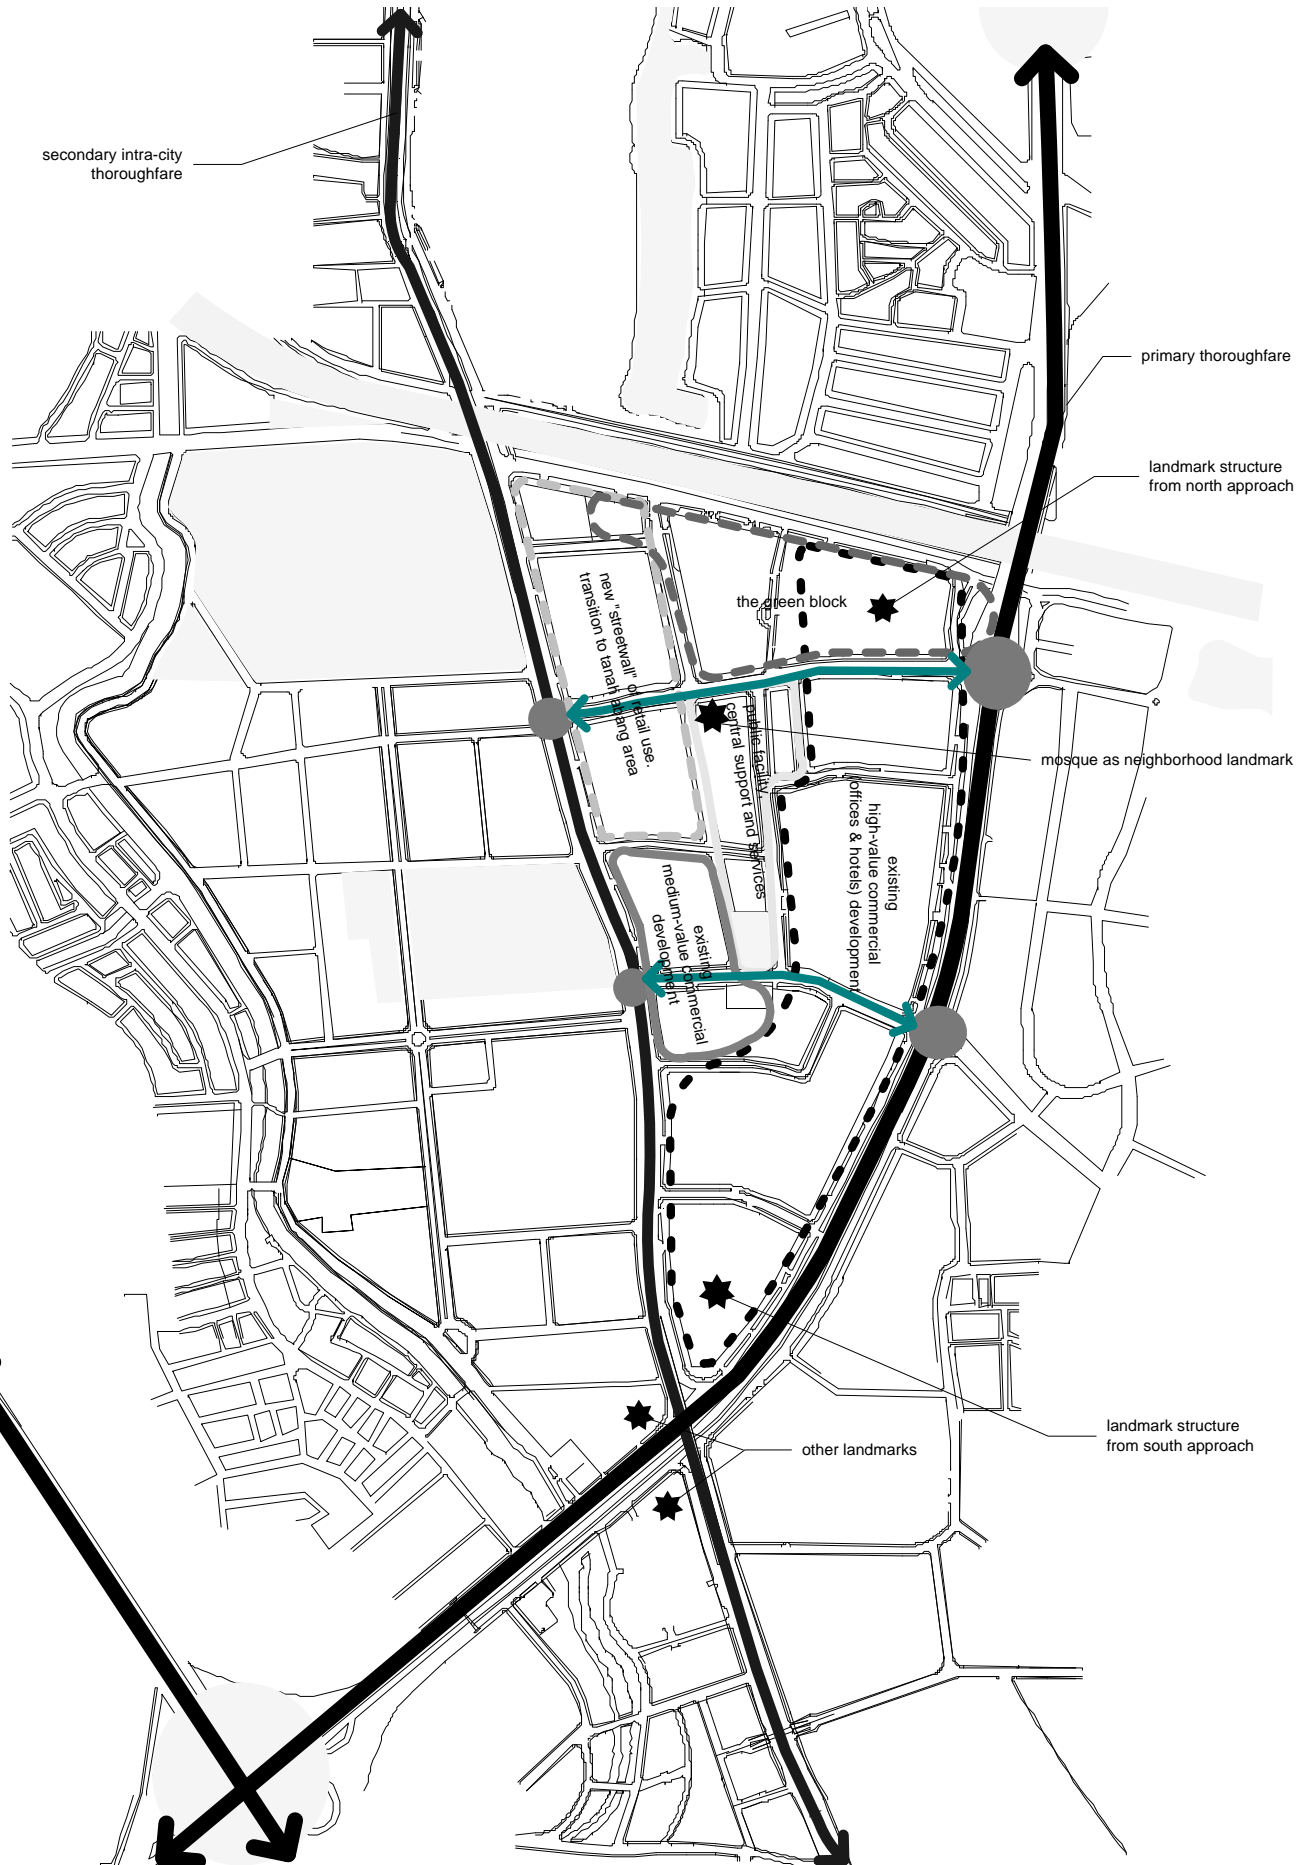 secondary intra-city
thoroughfare
primary thoroughfare
landmark structure
from north approach
the green block
new "streetwall" or retail use.
transition to tanah abang area
public facility,
central support and services
mosque as neighborhood landmark
existing
high-value commercial
(offices & hotels) development
existing
medium-value commercial
development
landmark structure
from south approach
other landmarks